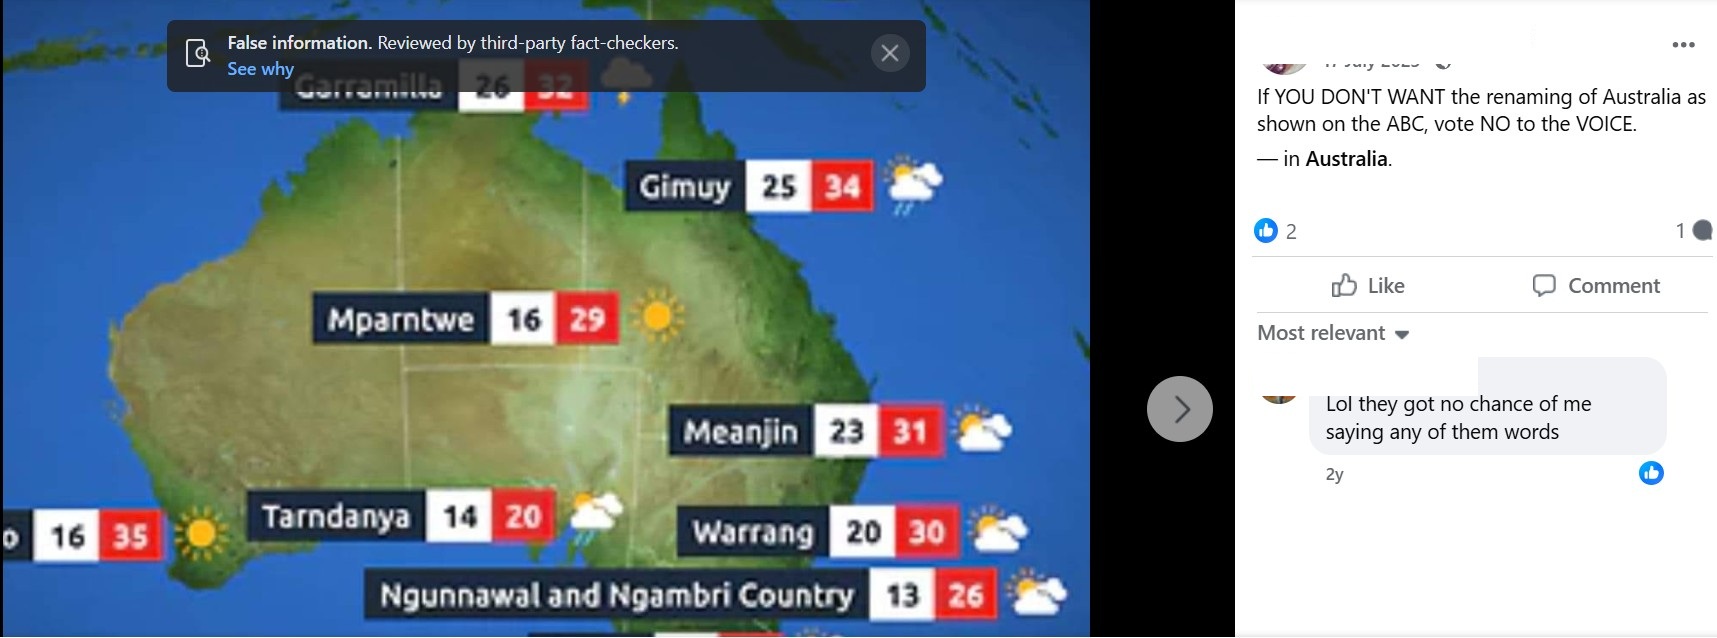 False information. Reviewed by third-party fact-checkers.
See why
Garramilla 26 32
Gimuy 25 34
Mparntwe 16 29
Meanjin 23 31
Tarndanya 14 20
o 16 35
Warrang 20 30
Ngunnawal and Ngambri Country 13 26
If YOU DON'T WANT the renaming of Australia as
shown on the ABC, vote NO to the VOICE.
— in Australia.
2
1
Like
Comment
Most relevant
Lol they got no chance of me
saying any of them words
2y